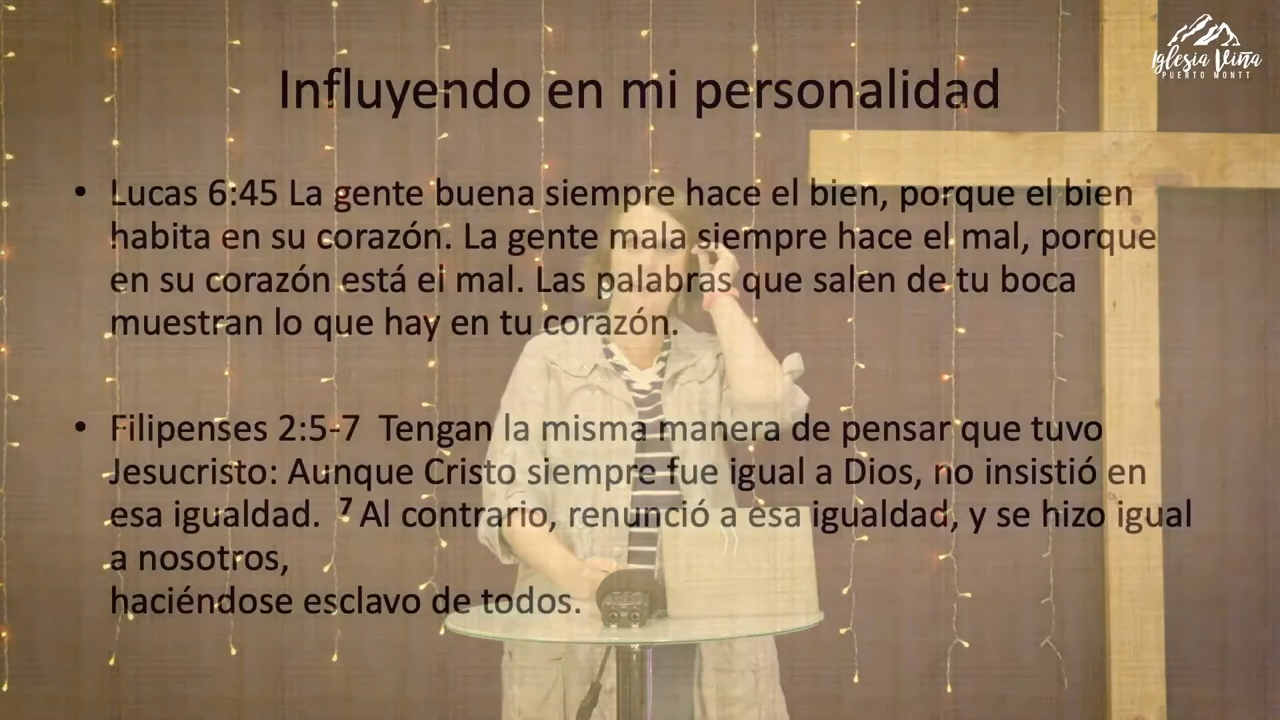 Iglesia Viña
PUERTO MONTT
Influyendo en mi personalidad
• Lucas 6:45 La gente buena siempre hace el bien, porque el bien
habita en su corazón. La gente mala siempre hace el mal, porque
en su corazón está el mal. Las palabras que salen de tu boca
muestran lo que hay en tu corazón.
• Filipenses 2:5-7 Tengan la misma manera de pensar que tuvo
Jesucristo: Aunque Cristo siempre fue igual a Dios, no insistió en
esa igualdad. 7 Al contrario, renunció a esa igualdad, y se hizo igual
a nosotros,
haciéndose esclavo de todos.